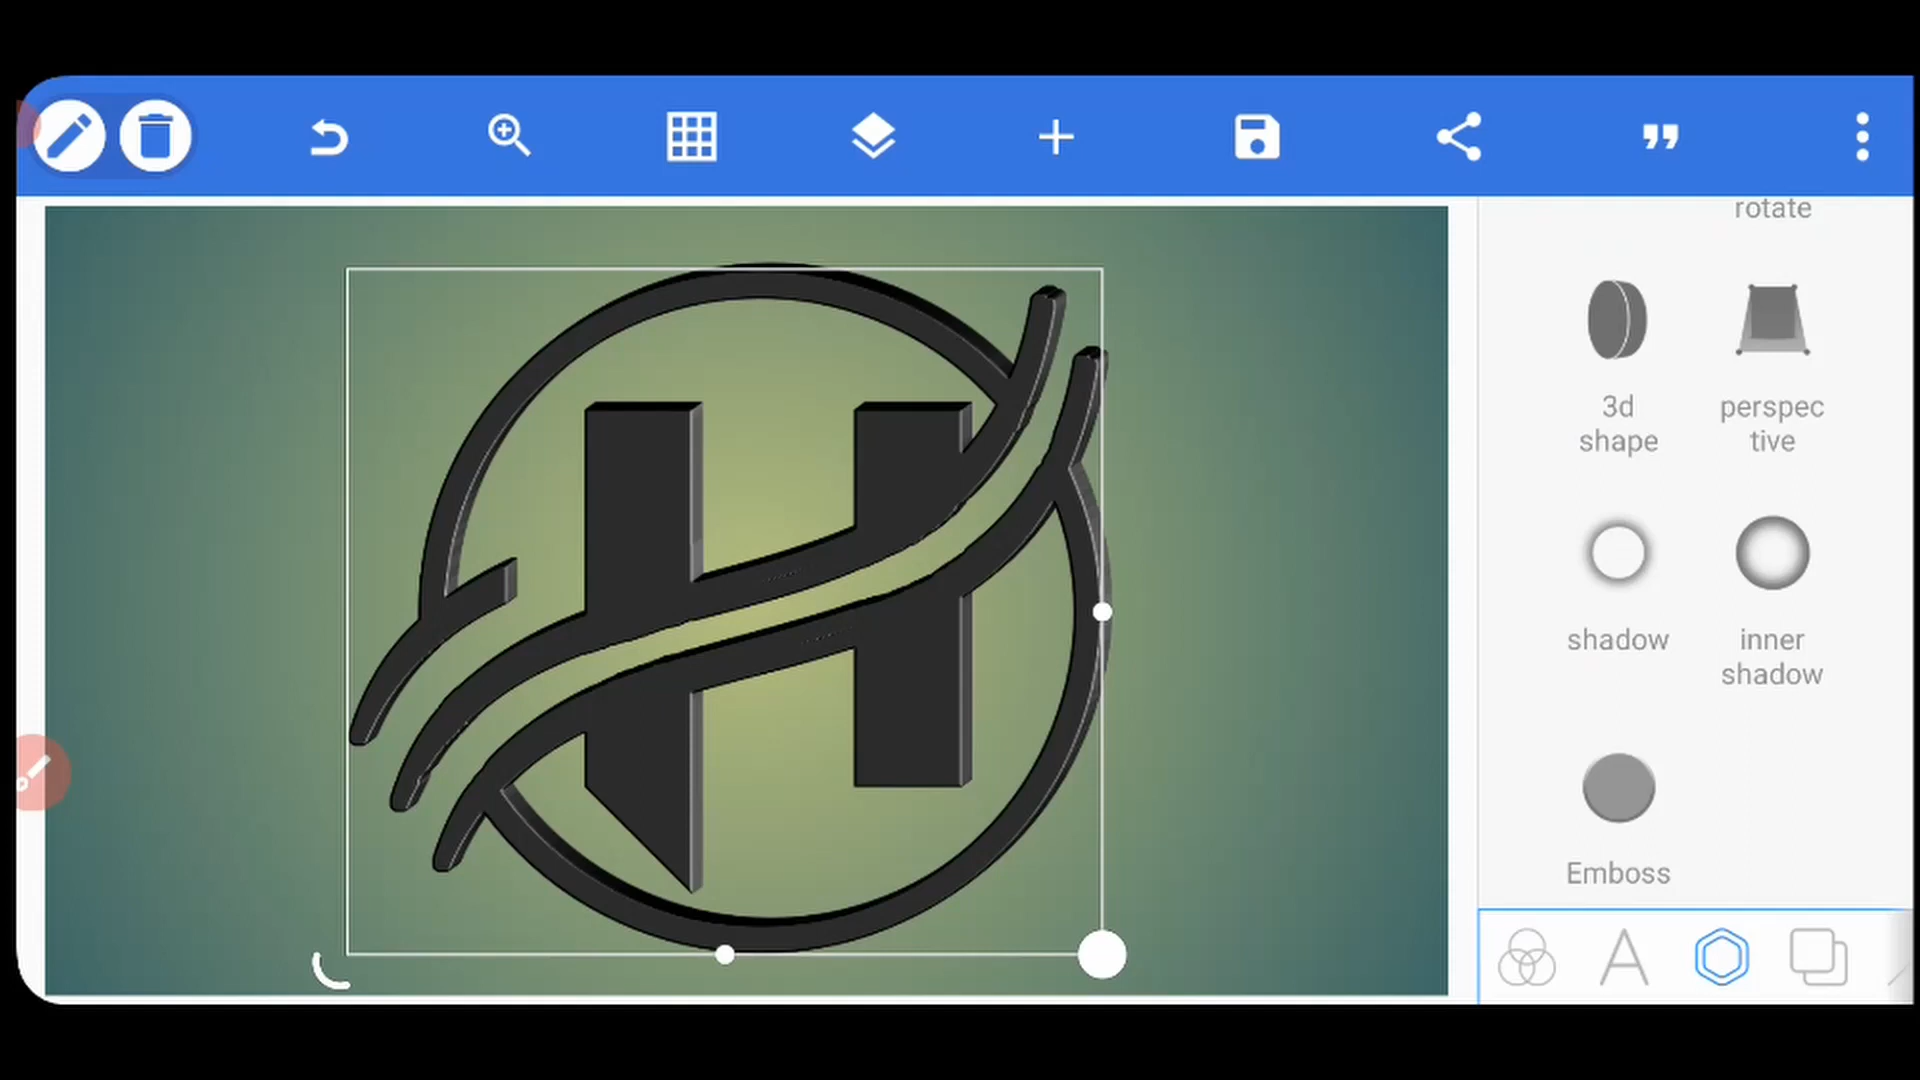 rotate
3d
shape
perspec
tive
shadow
inner
shadow
Emboss
H